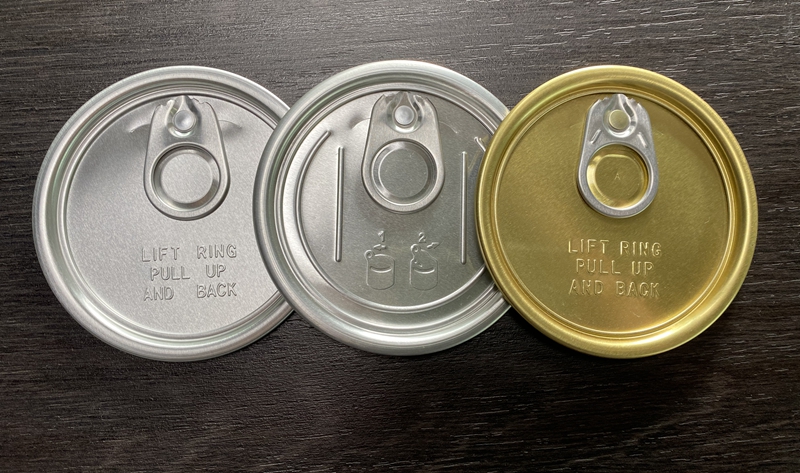 LIFT RING
PULL UP
AND BACK
1
2
LIFT RING
PULL UP
AND BACK